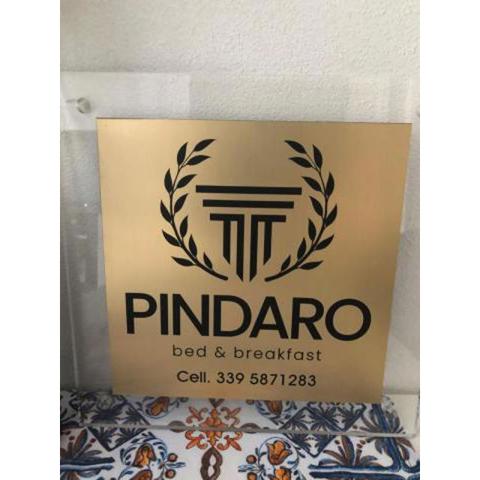 PINDARO
bed & breakfast
Cell. 339 5871283